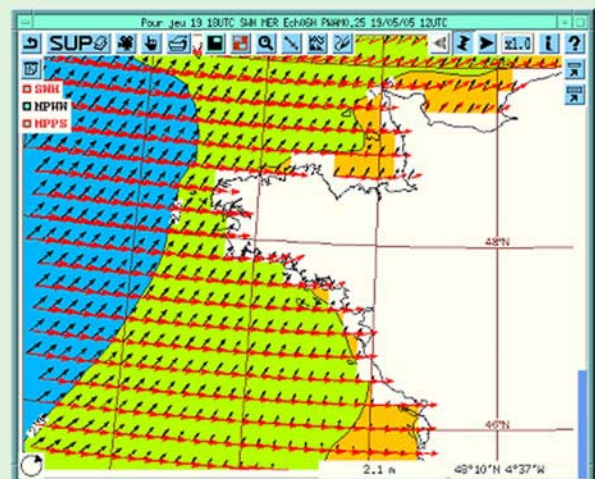 Pour jeu 19 18UTC SWH MER Ech06H PWAM0,25 19/05/05 12UTC
SUP
x1.0
i
?
SWH
MPWW
MPPS
48°N
46°N
2.1 m
48°10'N 4°37'W